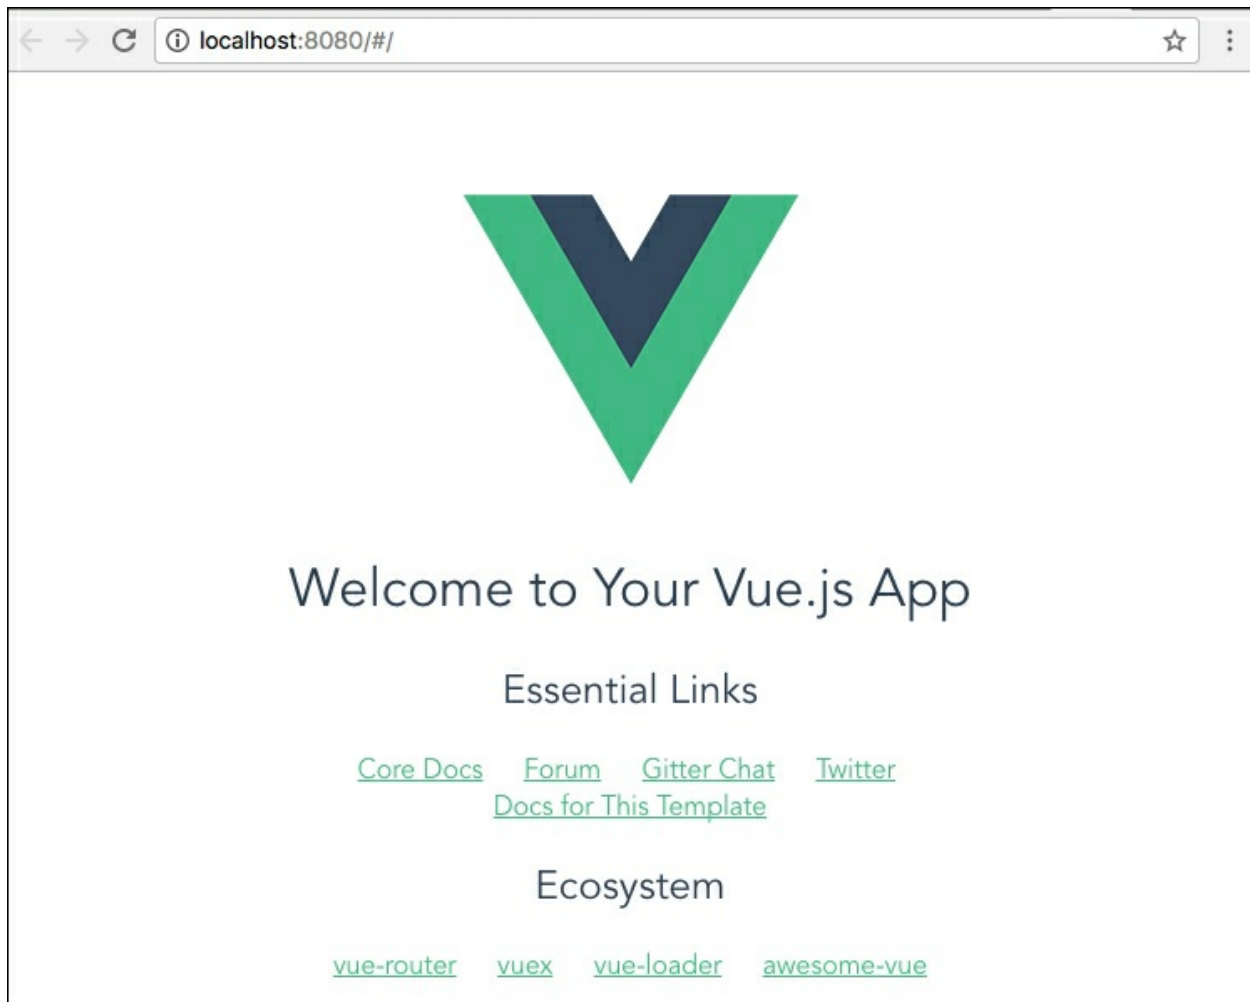 localhost:8080/#/
Welcome to Your Vue.js App
Essential Links
Core Docs Forum Gitter Chat Twitter
Docs for This Template
Ecosystem
vue-router vuex vue-loader awesome-vue